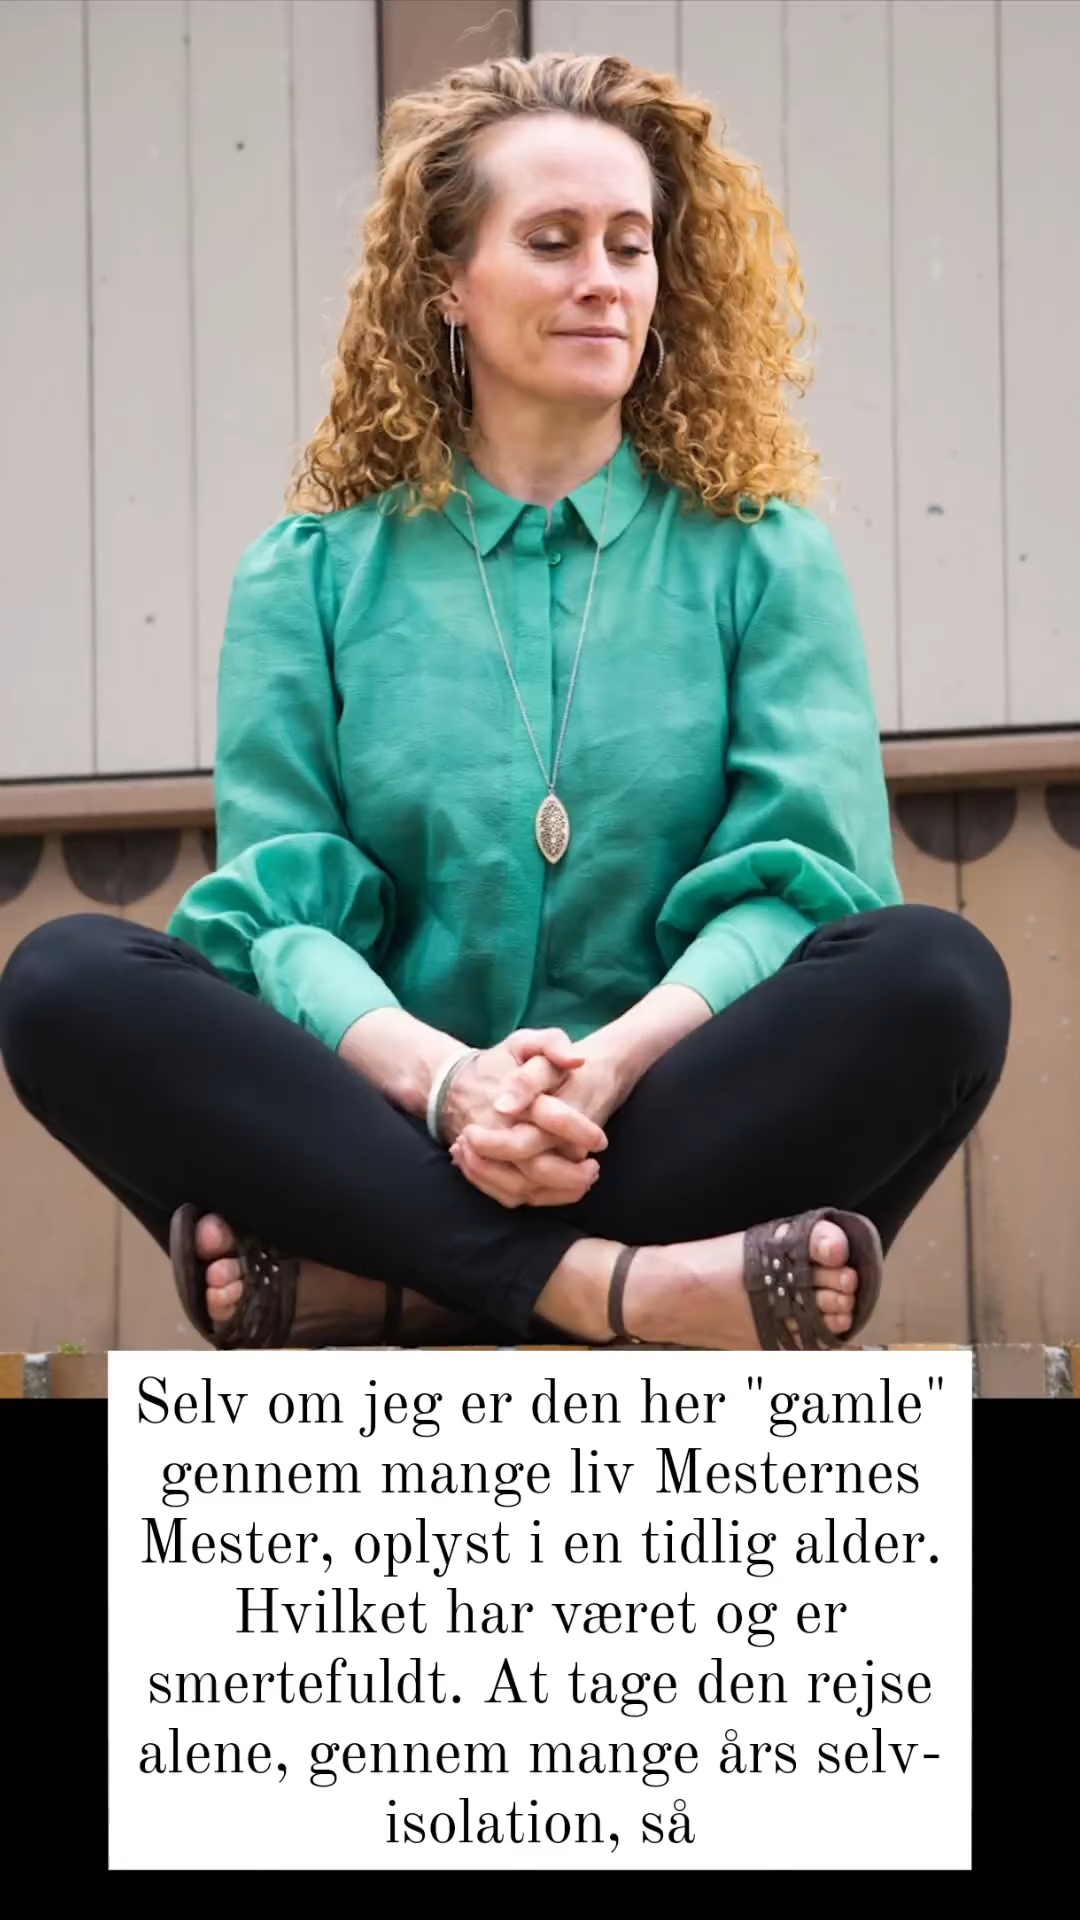 Selv om jeg er den her "gamle"
gennem mange liv Mesternes
Mester, oplyst i en tidlig alder.
Hvilket har været og er
smertefuldt. At tage den rejse
alene, gennem mange års selv-
isolation, så